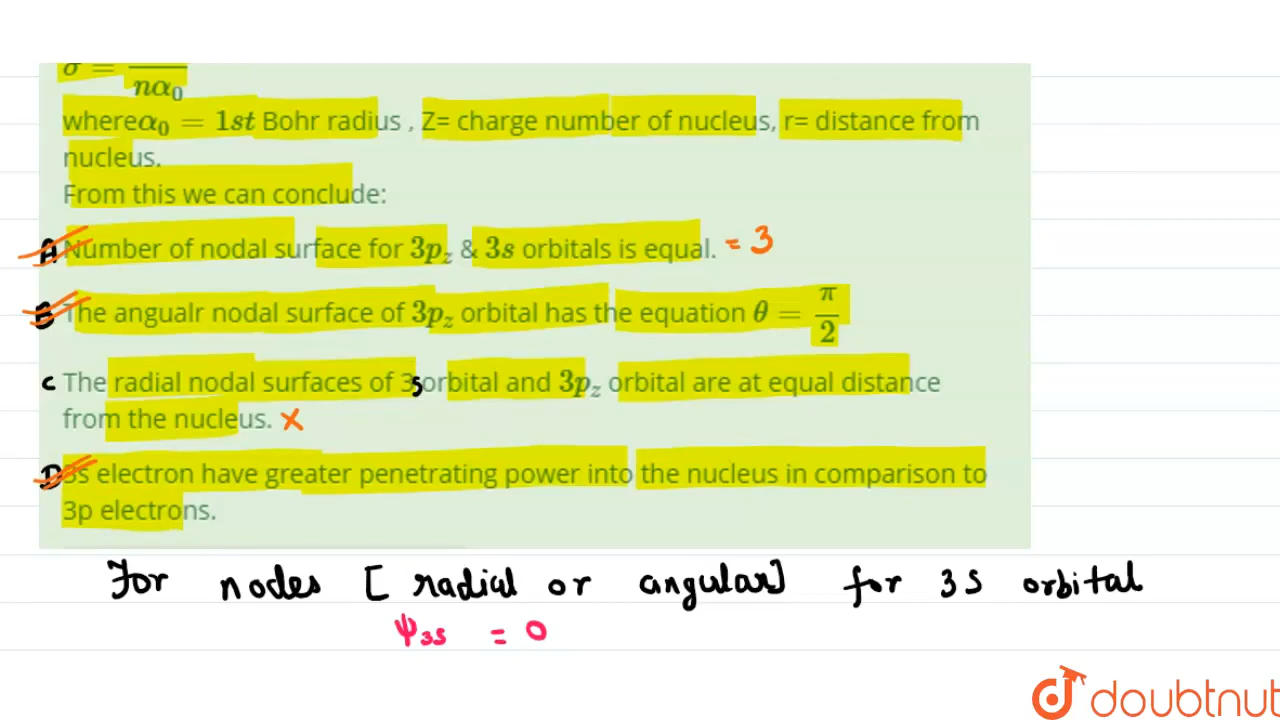 σ =
nα₀
whereα₀ = 1st Bohr radius , Z= charge number of nucleus, r= distance from
nucleus.
From this we can conclude:
A Number of nodal surface for 3p_z & 3s orbitals is equal. = 3
B The angualr nodal surface of 3p_z orbital has the equation θ = π/2
C The radial nodal surfaces of 3s orbital and 3p_z orbital are at equal distance
from the nucleus. ×
D 3s electron have greater penetrating power into the nucleus in comparison to
3p electrons.
For nodes [ radial or angular] for 3S orbital
Ψ3s = 0
doubtnut